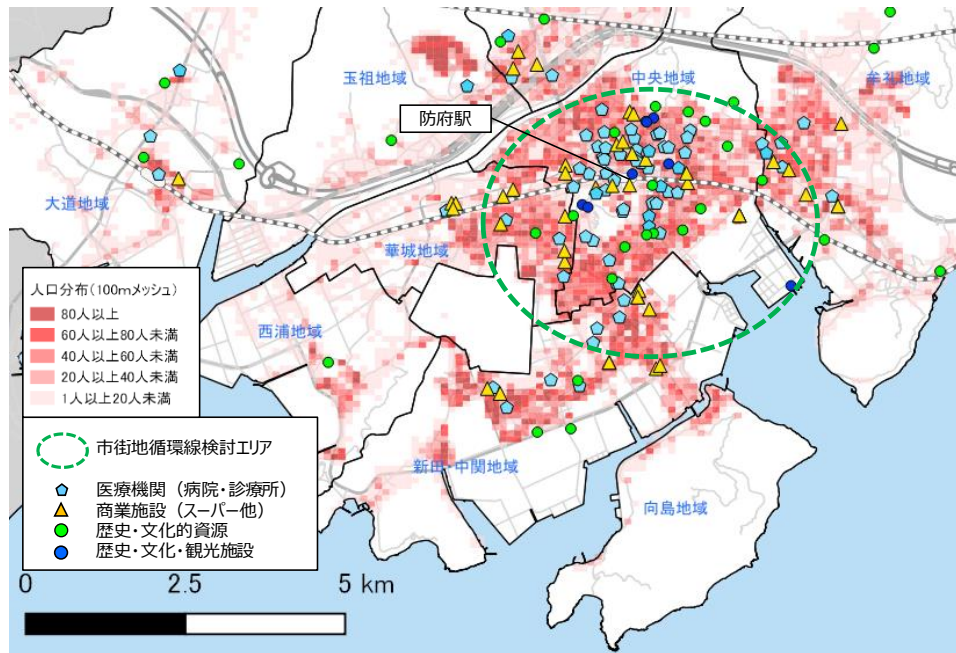 玉祖地域
中央地域
牟礼地域
防府駅
大道地域
華城地域
人口分布(100mメッシュ)
80人以上
60人以上80人未満
40人以上60人未満
20人以上40人未満
1人以上20人未満
西浦地域
市街地循環線検討エリア
医療機関（病院・診療所）
商業施設（スーパー他）
歴史・文化的資源
歴史・文化・観光施設
新田・中関地域
向島地域
0 2.5 5 km